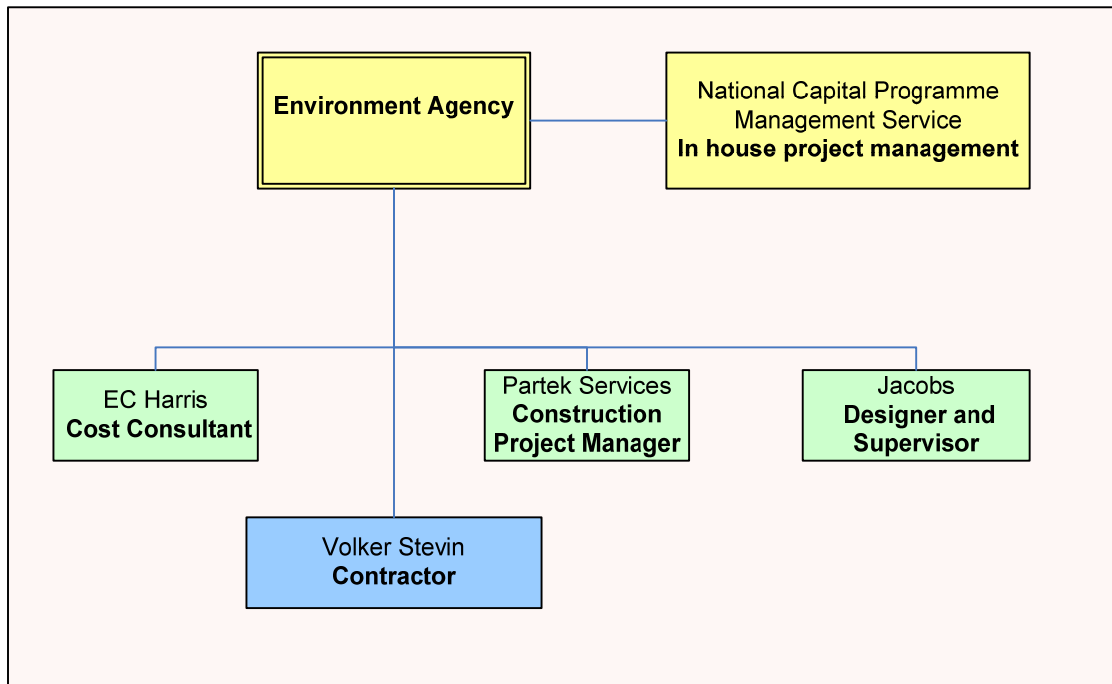 Environment Agency
National Capital Programme
Management Service
In house project management
EC Harris
Cost Consultant
Partek Services
Construction
Project Manager
Jacobs
Designer and
Supervisor
Volker Stevin
Contractor